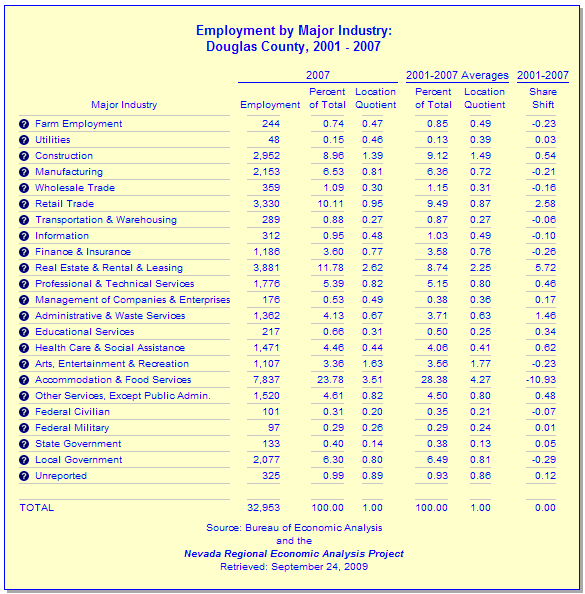 Employment by Major Industry:
Douglas County, 2001 - 2007
2007 2001-2007 Averages 2001-2007
Percent Location Percent Location Share
Major Industry Employment of Total Quotient of Total Quotient Shift
? Farm Employment 244 0.74 0.47 0.85 0.49 -0.23
? Utilities 48 0.15 0.46 0.13 0.39 0.03
? Construction 2,952 8.96 1.39 9.12 1.49 0.54
? Manufacturing 2,153 6.53 0.81 6.36 0.72 -0.21
? Wholesale Trade 359 1.09 0.30 1.15 0.31 -0.16
? Retail Trade 3,330 10.11 0.95 9.49 0.87 2.58
? Transportation & Warehousing 289 0.88 0.27 0.87 0.27 -0.06
? Information 312 0.95 0.48 1.03 0.49 -0.10
? Finance & Insurance 1,186 3.60 0.77 3.58 0.76 -0.26
? Real Estate & Rental & Leasing 3,881 11.78 2.62 8.74 2.25 5.72
? Professional & Technical Services 1,776 5.39 0.82 5.15 0.80 0.46
? Management of Companies & Enterprises 176 0.53 0.49 0.38 0.36 0.17
? Administrative & Waste Services 1,362 4.13 0.67 3.71 0.63 1.46
? Educational Services 217 0.66 0.31 0.50 0.25 0.34
? Health Care & Social Assistance 1,471 4.46 0.44 4.06 0.41 0.62
? Arts, Entertainment & Recreation 1,107 3.36 1.63 3.56 1.77 -0.23
? Accommodation & Food Services 7,837 23.78 3.51 28.38 4.27 -10.93
? Other Services, Except Public Admin. 1,520 4.61 0.82 4.50 0.80 0.48
? Federal Civilian 101 0.31 0.20 0.35 0.21 -0.07
? Federal Military 97 0.29 0.26 0.29 0.24 0.01
? State Government 133 0.40 0.14 0.38 0.13 0.05
? Local Government 2,077 6.30 0.80 6.49 0.81 -0.29
? Unreported 325 0.99 0.89 0.93 0.86 0.12
TOTAL 32,953 100.00 1.00 100.00 1.00 0.00
Source: Bureau of Economic Analysis
and the
Nevada Regional Economic Analysis Project
Retrieved: September 24, 2009